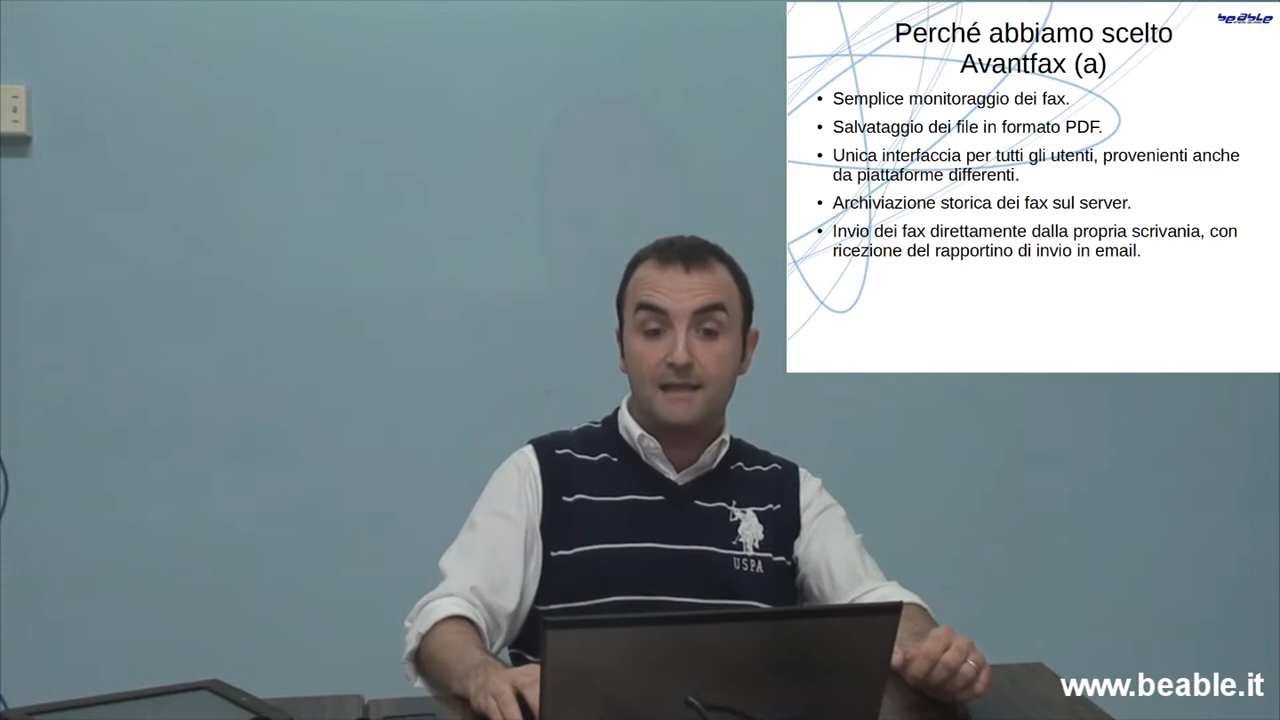 be able
Perché abbiamo scelto
Avantfax (a)
• Semplice monitoraggio dei fax.
• Salvataggio dei file in formato PDF.
• Unica interfaccia per tutti gli utenti, provenienti anche
da piattaforme differenti.
• Archiviazione storica dei fax sul server.
• Invio dei fax direttamente dalla propria scrivania, con
ricezione del rapportino di invio in email.
USPA
www.beable.it